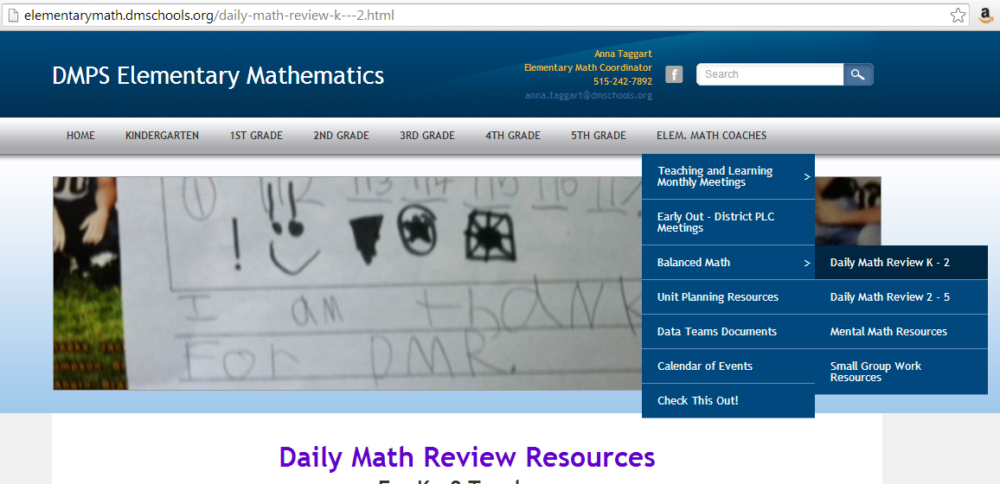 elementarymath.dmschools.org/daily-math-review-k---2.html
DMPS Elementary Mathematics
Anna Taggart
Elementary Math Coordinator
515-242-7892
anna.taggart@dmschools.org
f
Search
HOME KINDERGARTEN 1ST GRADE 2ND GRADE 3RD GRADE 4TH GRADE 5TH GRADE ELEM. MATH COACHES
Teaching and Learning
Monthly Meetings >
Early Out - District PLC
Meetings
Balanced Math >
Unit Planning Resources
Data Teams Documents
Calendar of Events
Check This Out!
Daily Math Review K - 2
Daily Math Review 2 - 5
Mental Math Resources
Small Group Work
Resources
1 113 114 115 116 117
I am thank
For DMR.
Daily Math Review Resources